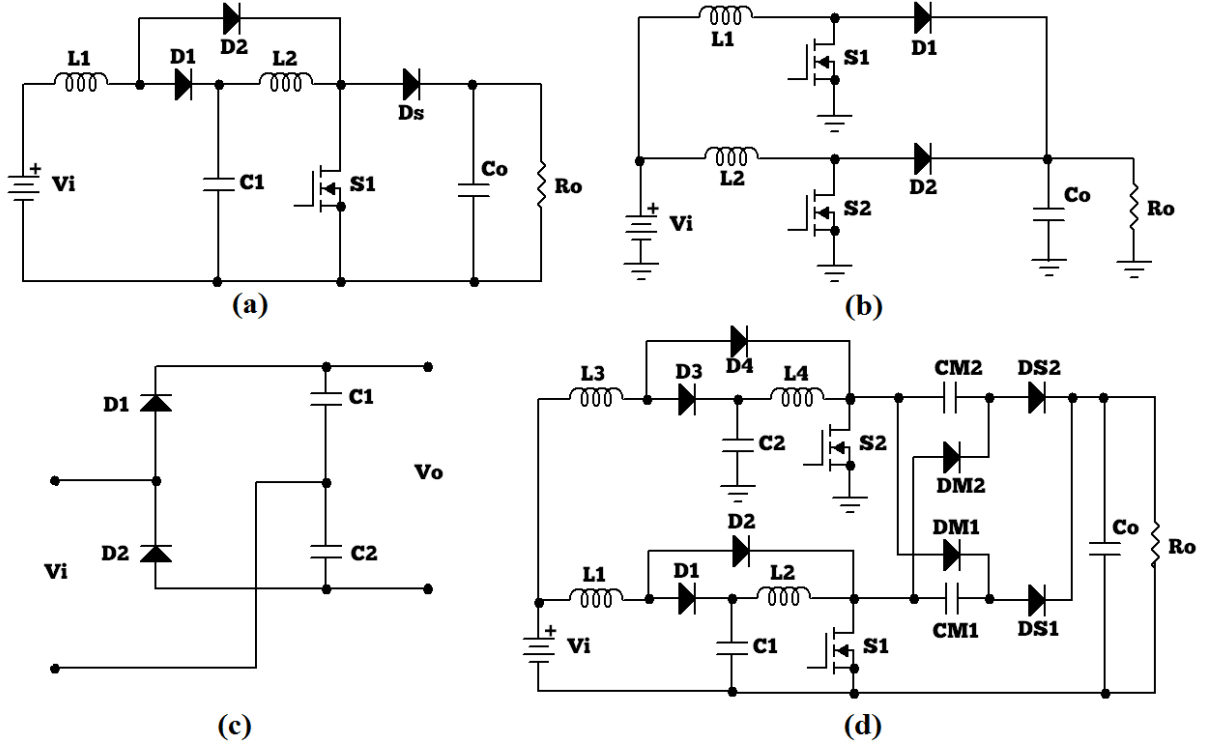 D2
L1
D1
L2
Ds
+
Vi
C1
S1
Co
Ro
(a)
L1
S1
D1
L2
S2
D2
+
Vi
Co
Ro
(b)
D1
C1
Vo
D2
C2
Vi
(c)
D4
L3
D3
L4
CM2
DS2
C2
S2
DM2
D2
DM1
L1
D1
L2
Co
Ro
+
Vi
C1
S1
CM1
DS1
(d)